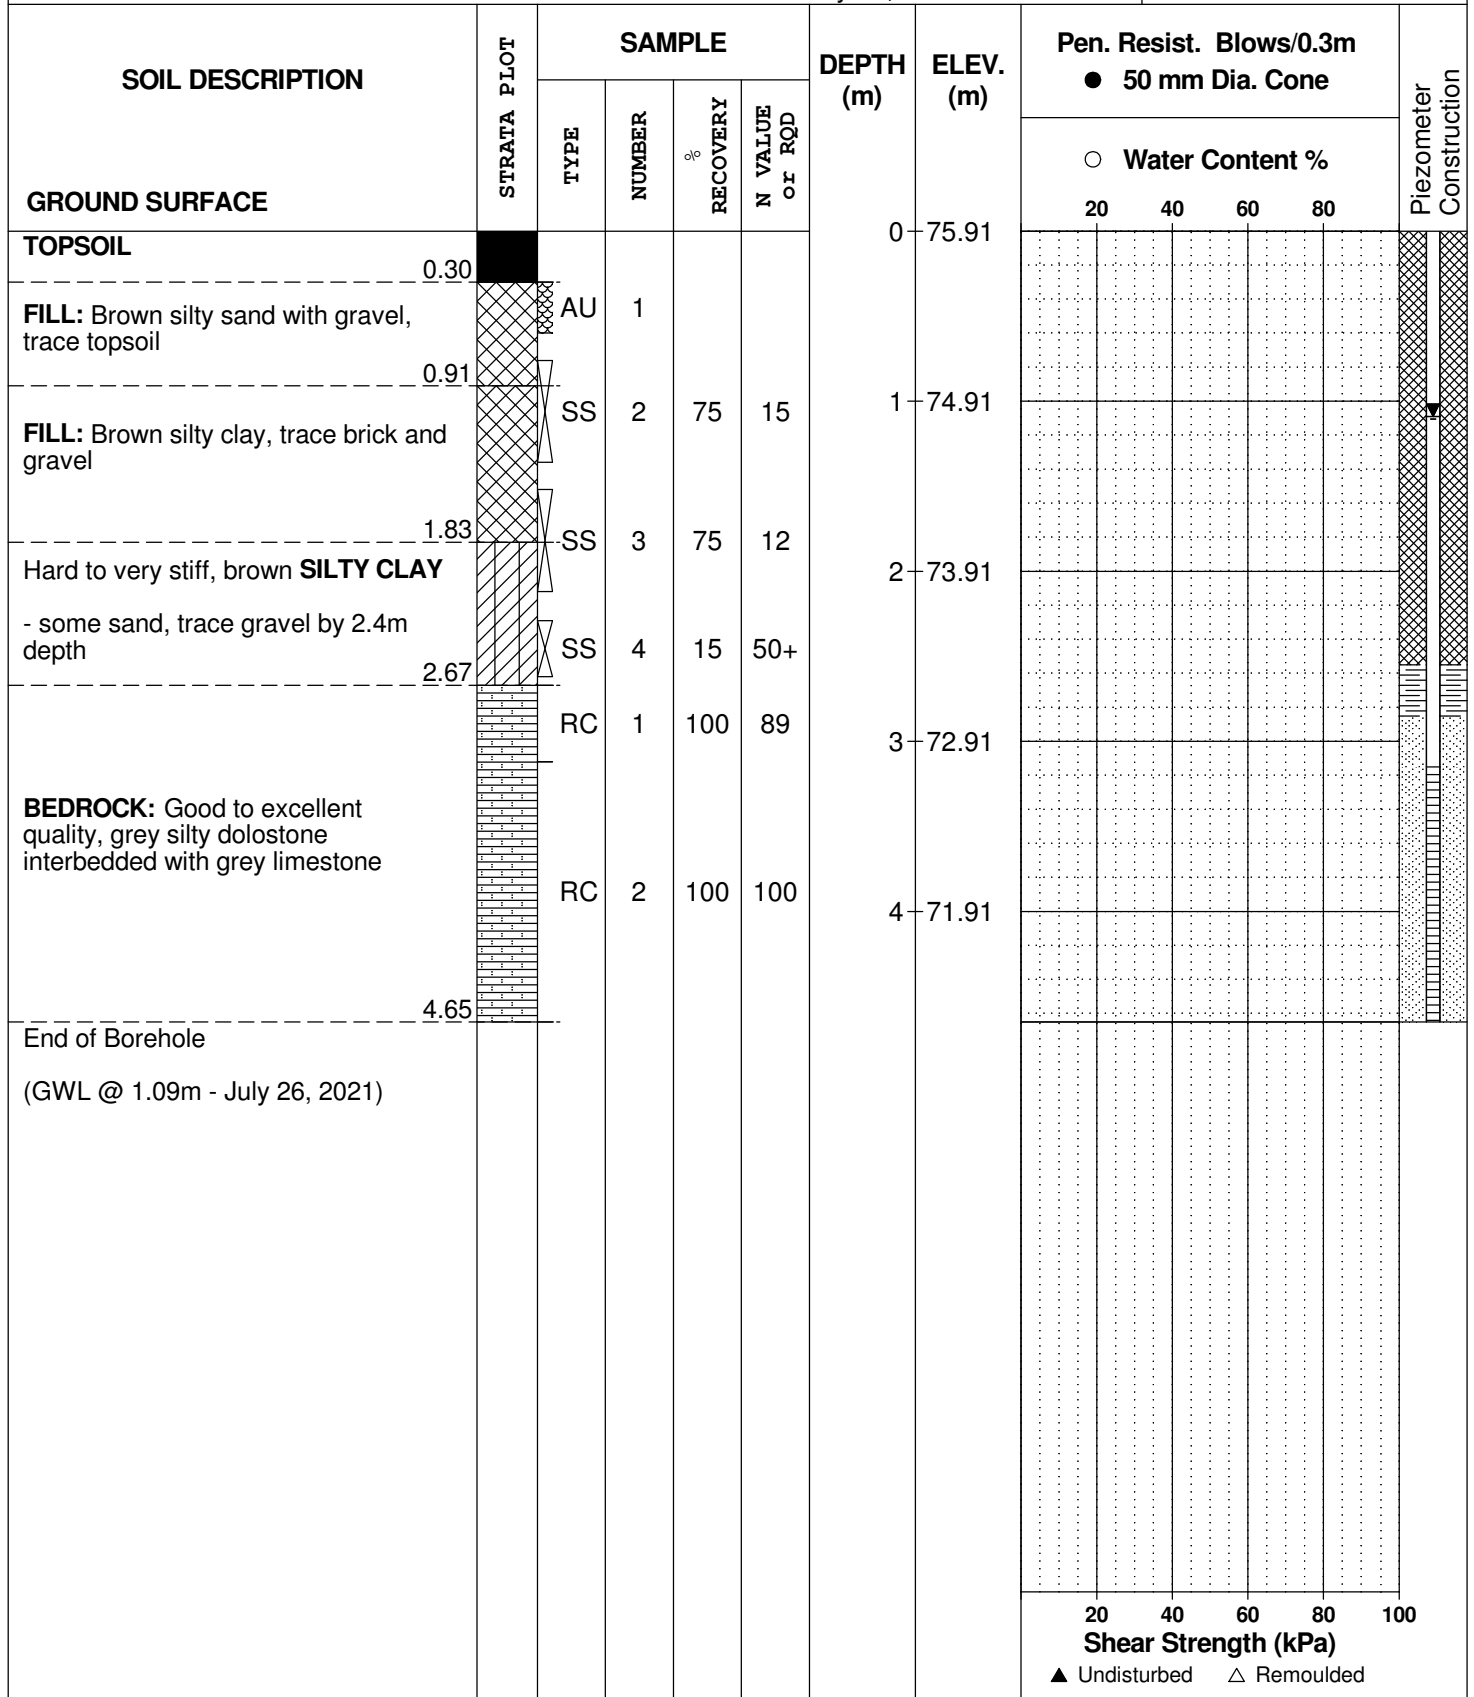 SOIL DESCRIPTION
GROUND SURFACE
STRATA PLOT
SAMPLE
TYPE
NUMBER
% RECOVERY
N VALUE or RQD
DEPTH (m)
ELEV. (m)
Pen. Resist. Blows/0.3m
● 50 mm Dia. Cone
○ Water Content %
20 40 60 80
Piezometer Construction
0 75.91
TOPSOIL
0.30
FILL: Brown silty sand with gravel,
trace topsoil
AU 1
0.91
FILL: Brown silty clay, trace brick and
gravel
SS 2 75 15
1 74.91
1.83
SS 3 75 12
Hard to very stiff, brown SILTY CLAY
2 73.91
- some sand, trace gravel by 2.4m
depth
SS 4 15 50+
2.67
RC 1 100 89
3 72.91
BEDROCK: Good to excellent
quality, grey silty dolostone
interbedded with grey limestone
RC 2 100 100
4 71.91
4.65
End of Borehole
(GWL @ 1.09m - July 26, 2021)
20 40 60 80 100
Shear Strength (kPa)
▲ Undisturbed △ Remoulded